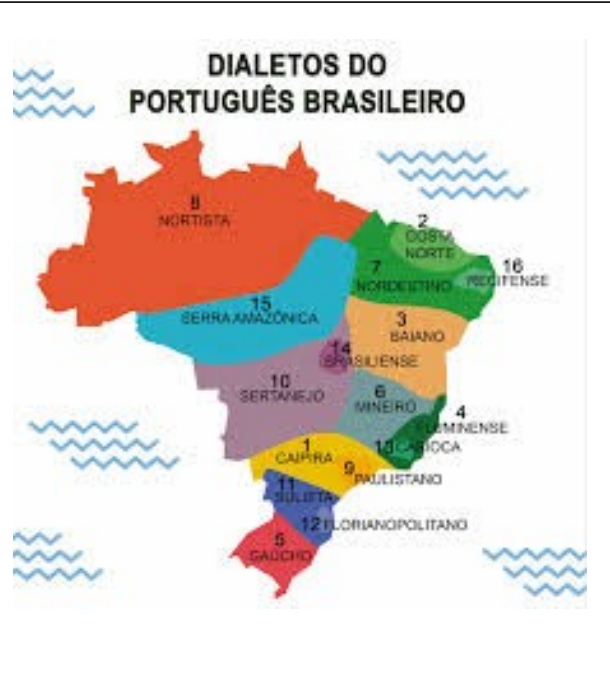 DIALETOS DO
PORTUGUÊS BRASILEIRO
8
NORTISTA
2
COSTA
NORTE
16
RECIFENSE
7
NORDESTINO
15
SERRA AMAZÔNICA
3
BAIANO
14
BRASILIENSE
10
SERTANEJO
6
MINEIRO
4
FLUMINENSE
13 CARIOCA
1
CAIPIRA
9
PAULISTANO
11
SULISTA
12 FLORIANOPOLITANO
5
GAÚCHO